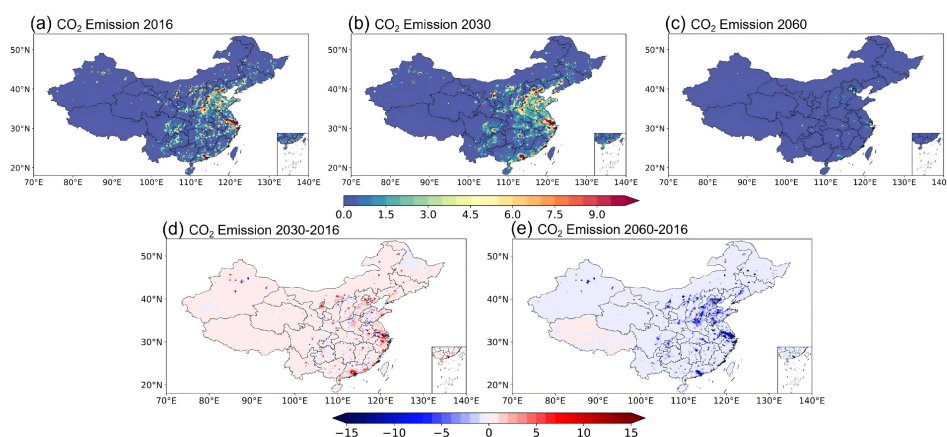 (a) CO₂ Emission 2016
(b) CO₂ Emission 2030
(c) CO₂ Emission 2060
50°N
40°N
30°N
20°N
50°N
40°N
30°N
20°N
50°N
40°N
30°N
20°N
70°E 80°E 90°E 100°E 110°E 120°E 130°E 140°E
70°E 80°E 90°E 100°E 110°E 120°E 130°E 140°E
70°E 80°E 90°E 100°E 110°E 120°E 130°E 140°E
0.0 1.5 3.0 4.5 6.0 7.5 9.0
(d) CO₂ Emission 2030-2016
(e) CO₂ Emission 2060-2016
50°N
40°N
30°N
20°N
50°N
40°N
30°N
20°N
70°E 80°E 90°E 100°E 110°E 120°E 130°E 140°E
70°E 80°E 90°E 100°E 110°E 120°E 130°E 140°E
−15 −10 −5 0 5 10 15